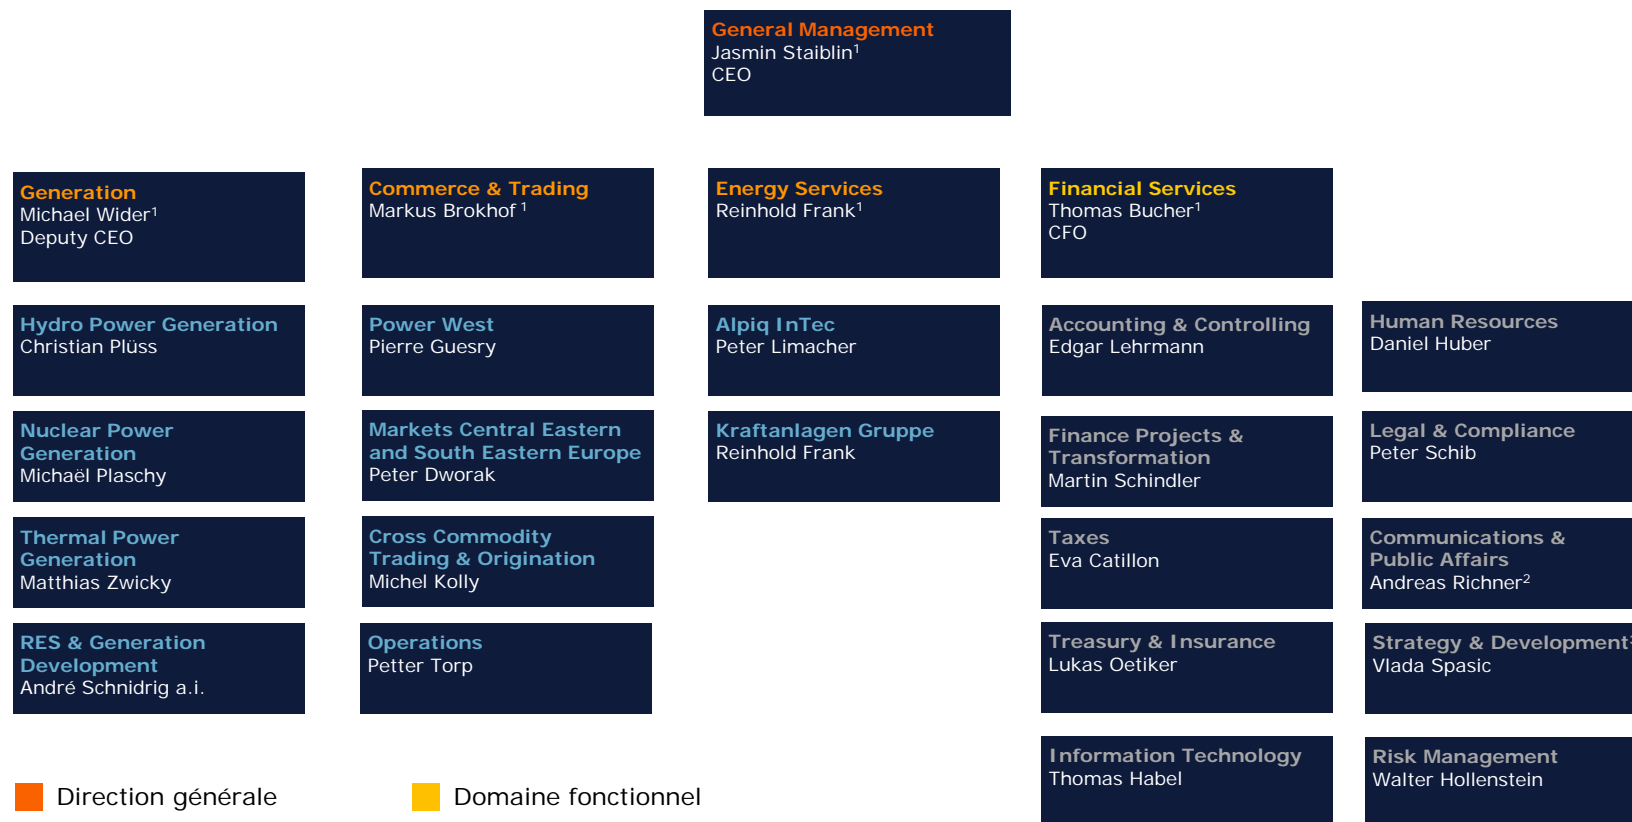 General Management
Jasmin Staiblin¹
CEO
Generation
Michael Wider¹
Deputy CEO
Commerce & Trading
Markus Brokhof ¹
Energy Services
Reinhold Frank¹
Financial Services
Thomas Bucher¹
CFO
Hydro Power Generation
Christian Plüss
Power West
Pierre Guesry
Alpiq InTec
Peter Limacher
Accounting & Controlling
Edgar Lehrmann
Human Resources
Daniel Huber
Nuclear Power
Generation
Michaël Plaschy
Markets Central Eastern
and South Eastern Europe
Peter Dworak
Kraftanlagen Gruppe
Reinhold Frank
Finance Projects &
Transformation
Martin Schindler
Legal & Compliance
Peter Schib
Thermal Power
Generation
Matthias Zwicky
Cross Commodity
Trading & Origination
Michel Kolly
Taxes
Eva Catillon
Communications &
Public Affairs
Andreas Richner²
RES & Generation
Development
André Schnidrig a.i.
Operations
Petter Torp
Treasury & Insurance
Lukas Oetiker
Strategy & Development
Vlada Spasic
Information Technology
Thomas Habel
Risk Management
Walter Hollenstein
Direction générale
Domaine fonctionnel